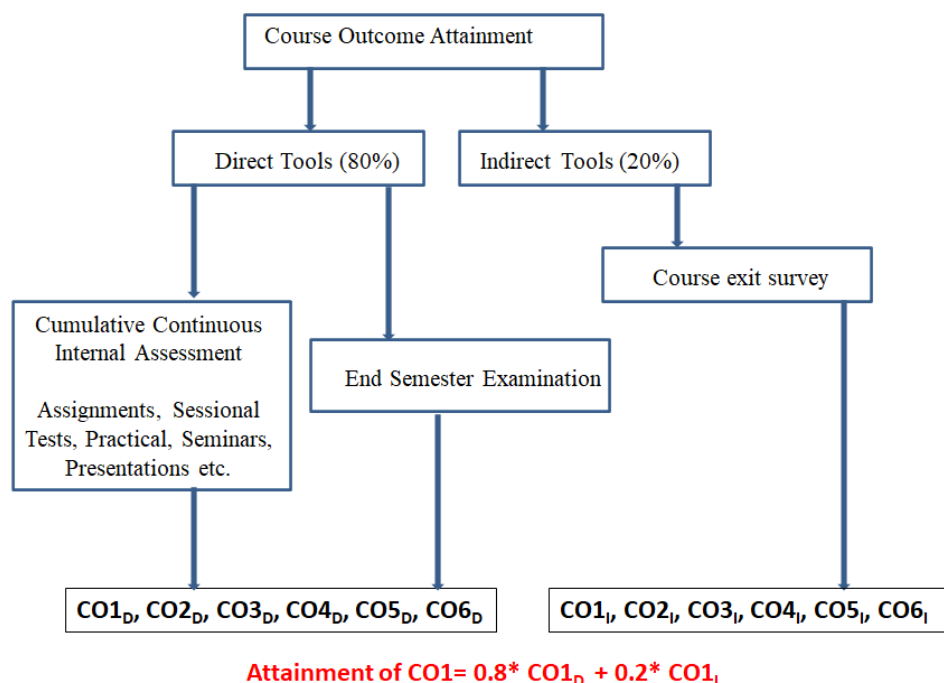 Course Outcome Attainment
Direct Tools (80%)
Indirect Tools (20%)
Course exit survey
Cumulative Continuous
Internal Assessment
Assignments, Sessional
Tests, Practical, Seminars,
Presentations etc.
End Semester Examination
CO1D, CO2D, CO3D, CO4D, CO5D, CO6D
CO1I, CO2I, CO3I, CO4I, CO5I, CO6I
Attainment of CO1= 0.8* CO1D + 0.2* CO1I